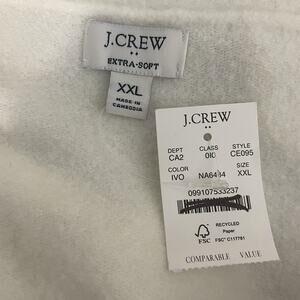 J.CREW
EXTRA-SOFT
XXL
MADE IN
CAMBODIA
J.CREW
DEPT CLASS STYLE
CA2 0I0 CE095
COLOR SIZE
IVO NA6484 XXL
099107533237
RECYCLED
Paper
FSC FSC® C117781
COMPARABLE VALUE